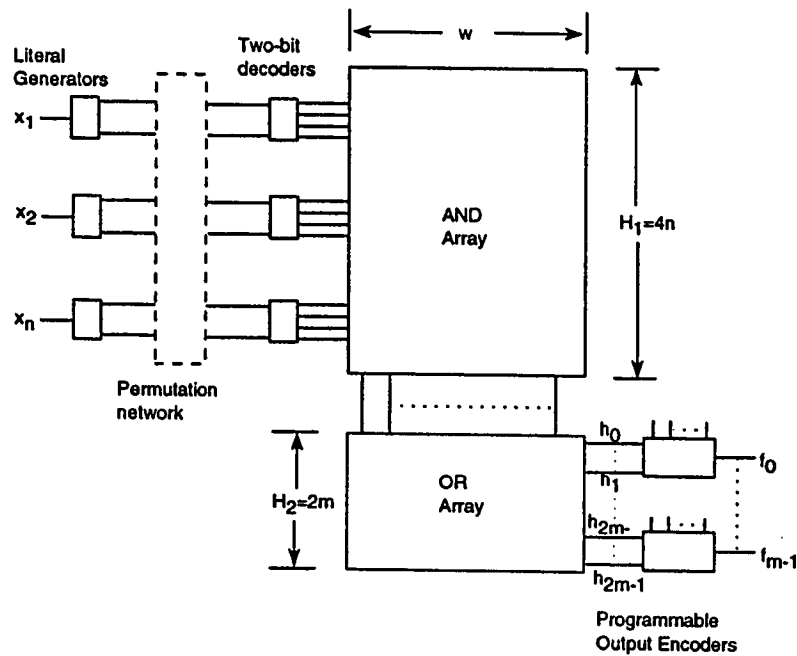 w
Literal
Generators
Two-bit
decoders
x1
x2
xn
AND
Array
H1=4n
Permutation
network
OR
Array
H2=2m
h0
h1
h2m-
h2m-1
f0
fm-1
Programmable
Output Encoders